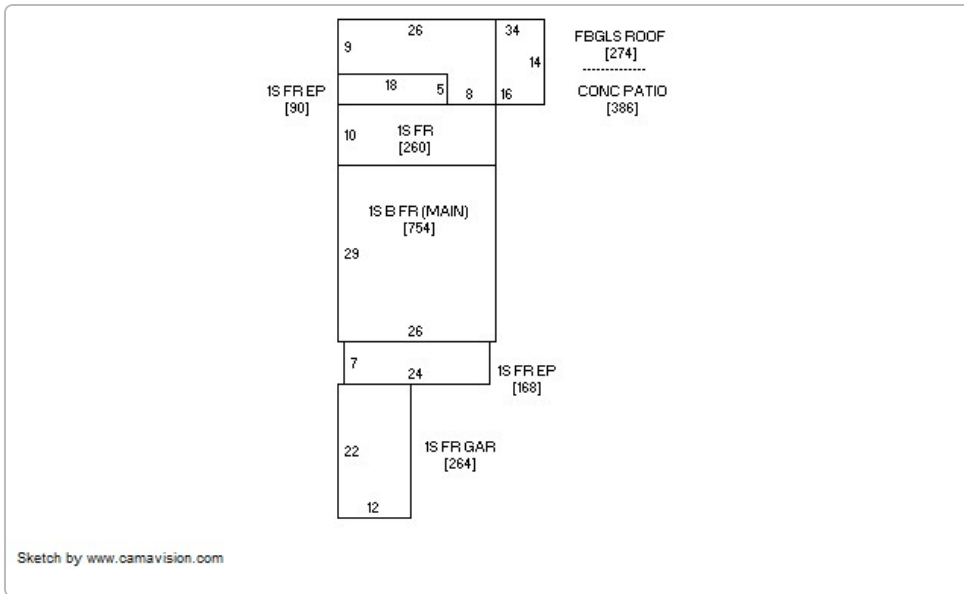 26
34
9
14
FBGLS ROOF
[274]
--------------
CONC PATIO
[386]
1S FR EP
[90]
18
5
8
16
10
1S FR
[260]
1S B FR (MAIN)
[754]
29
26
7
24
1S FR EP
[168]
22
1S FR GAR
[264]
12
Sketch by www.camavision.com